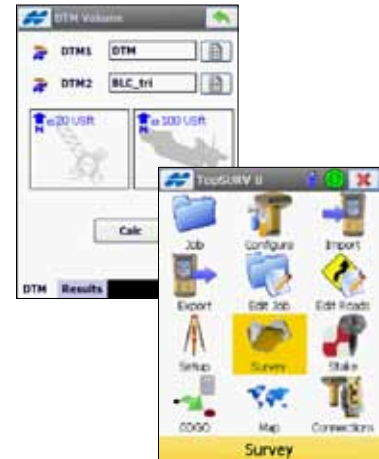 DTM Volume
DTM1 DTM
DTM2 BLC_tri
20 USft
100 USft
Calc
DTM Results
TopSURV 8
Job Configure Import
Export Edit Job Edit Roads
Setup Survey Stake
COGO Map Connections
Survey